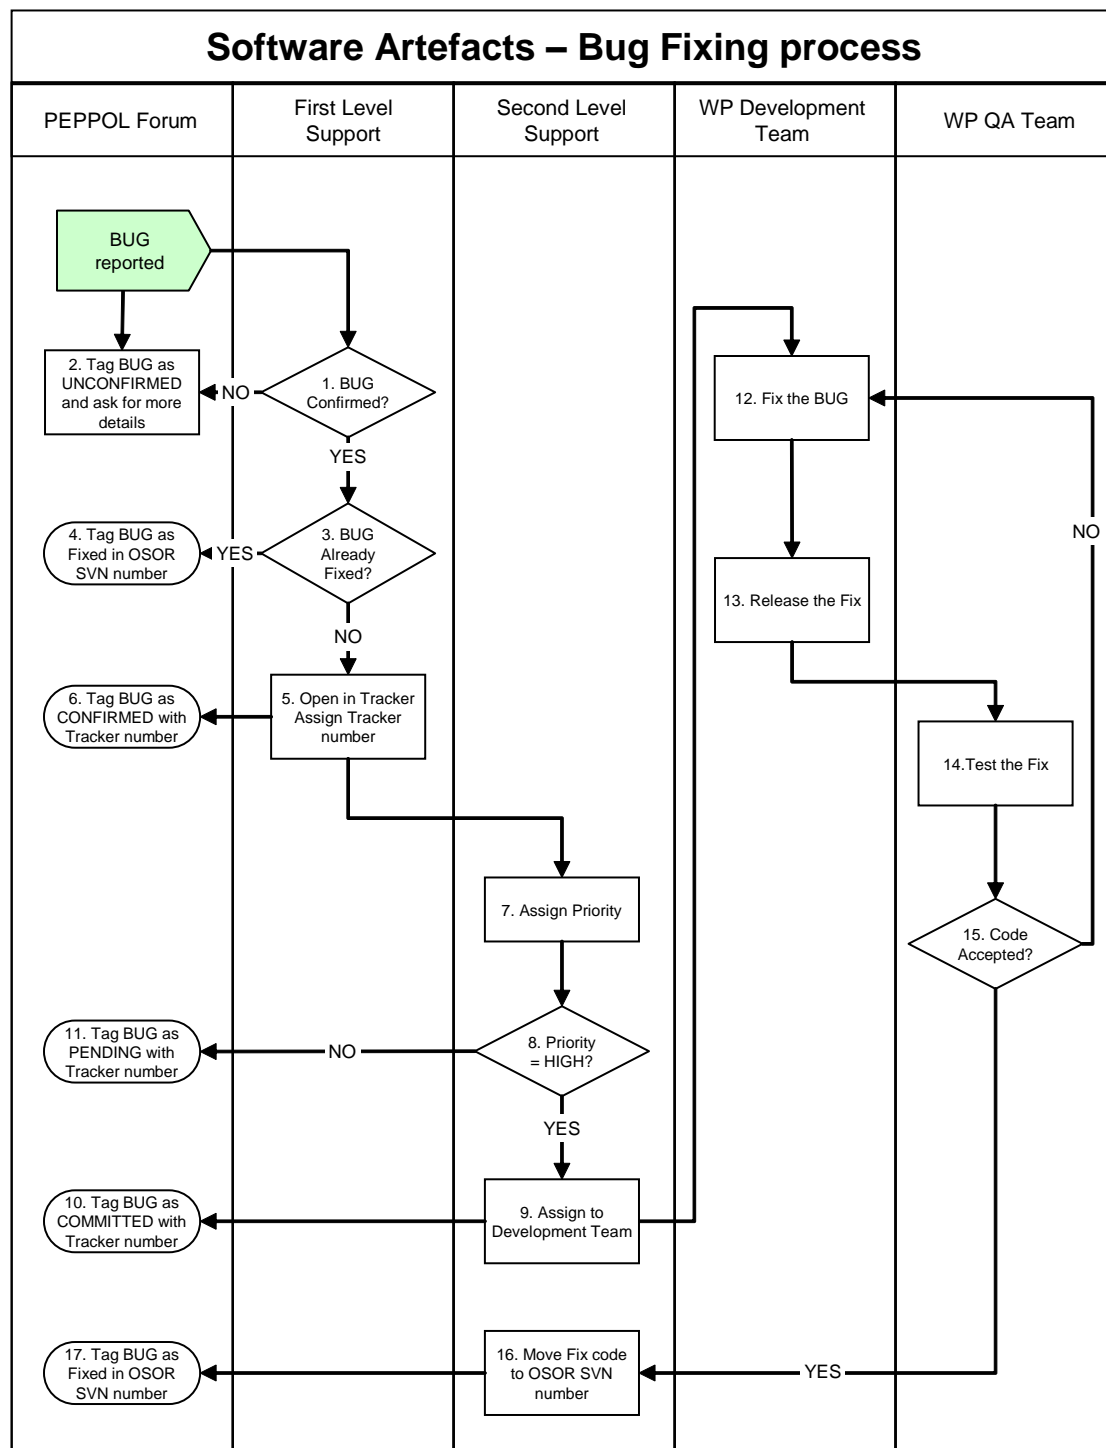 Software Artefacts – Bug Fixing process
PEPPOL Forum
First Level
Support
Second Level
Support
WP Development
Team
WP QA Team
BUG
reported
2. Tag BUG as
UNCONFIRMED
and ask for more
details
NO
1. BUG
Confirmed?
YES
4. Tag BUG as
Fixed in OSOR
SVN number
YES
3. BUG
Already
Fixed?
NO
6. Tag BUG as
CONFIRMED with
Tracker number
5. Open in Tracker
Assign Tracker
number
7. Assign Priority
11. Tag BUG as
PENDING with
Tracker number
NO
8. Priority
= HIGH?
YES
10. Tag BUG as
COMMITTED with
Tracker number
9. Assign to
Development Team
12. Fix the BUG
NO
13. Release the Fix
14.Test the Fix
15. Code
Accepted?
17. Tag BUG as
Fixed in OSOR
SVN number
16. Move Fix code
to OSOR SVN
number
YES